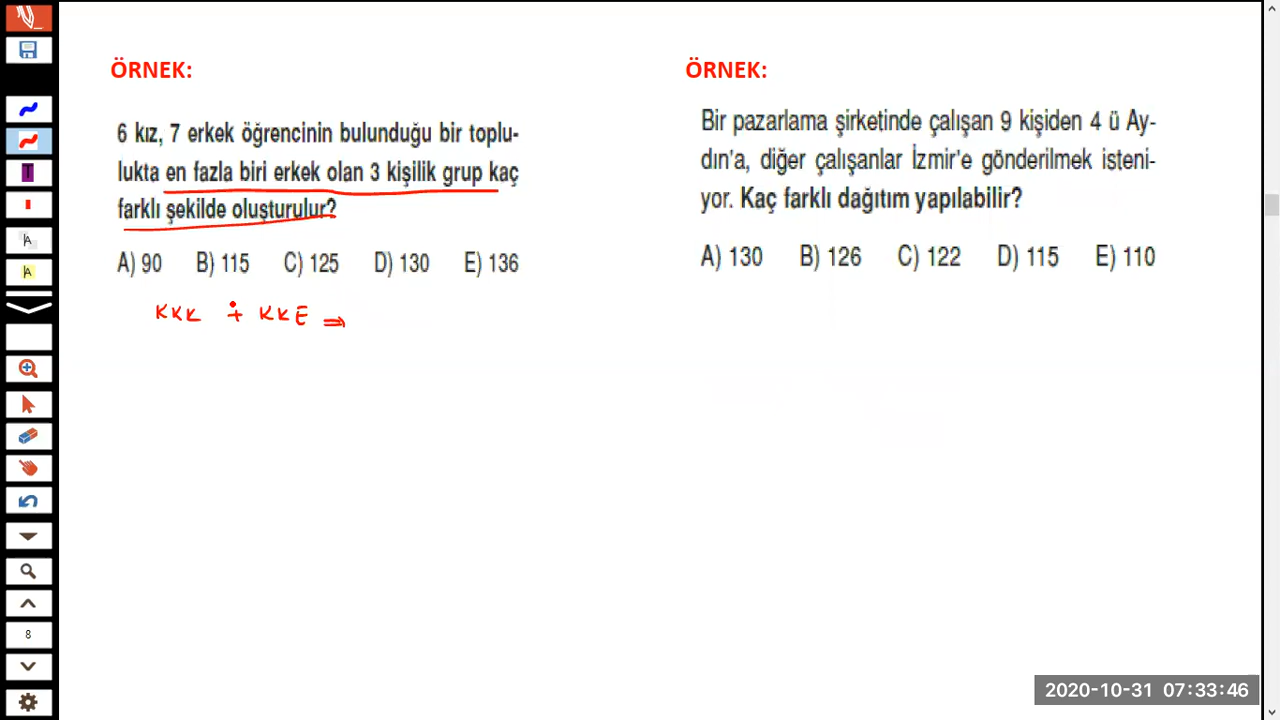 ÖRNEK:
6 kız, 7 erkek öğrencinin bulunduğu bir toplu-
lukta en fazla biri erkek olan 3 kişilik grup kaç
farklı şekilde oluşturulur?
A) 90 B) 115 C) 125 D) 130 E) 136
KKK + KKE ⇒
ÖRNEK:
Bir pazarlama şirketinde çalışan 9 kişiden 4 ü Ay-
dın'a, diğer çalışanlar İzmir'e gönderilmek isteni-
yor. Kaç farklı dağıtım yapılabilir?
A) 130 B) 126 C) 122 D) 115 E) 110
T
A
A
8
2020-10-31 07:33:46